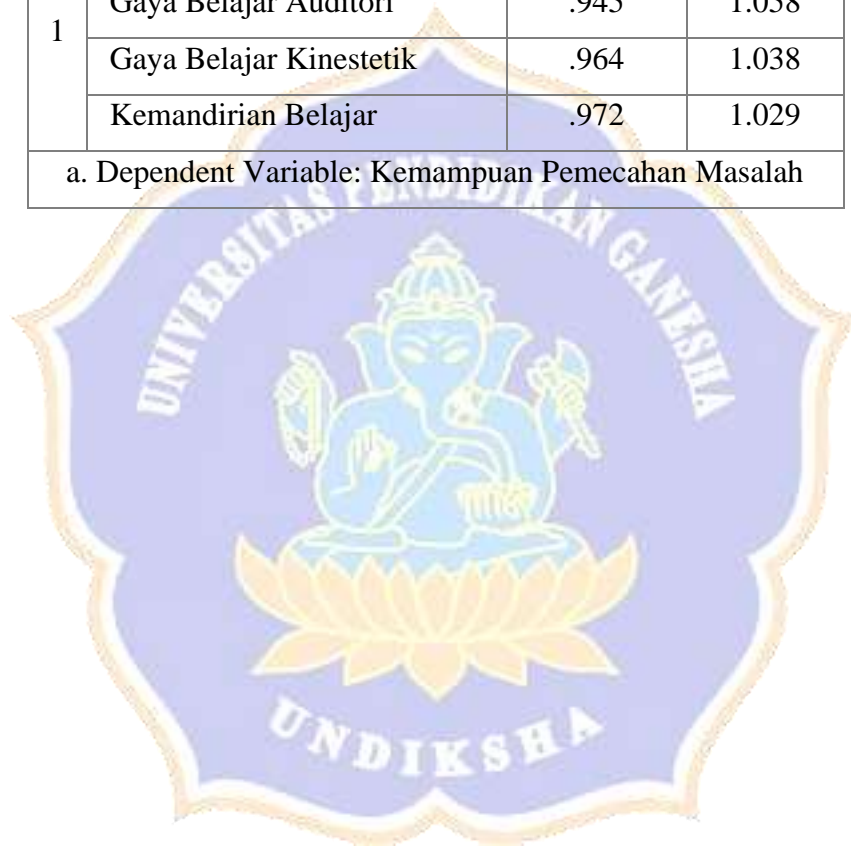 1
Gaya Belajar Auditori .945 1.058
Gaya Belajar Kinestetik .964 1.038
Kemandirian Belajar .972 1.029
a. Dependent Variable: Kemampuan Pemecahan Masalah
UNIVERSITAS PENDIDIKAN GANESHA
UNDIKSHA